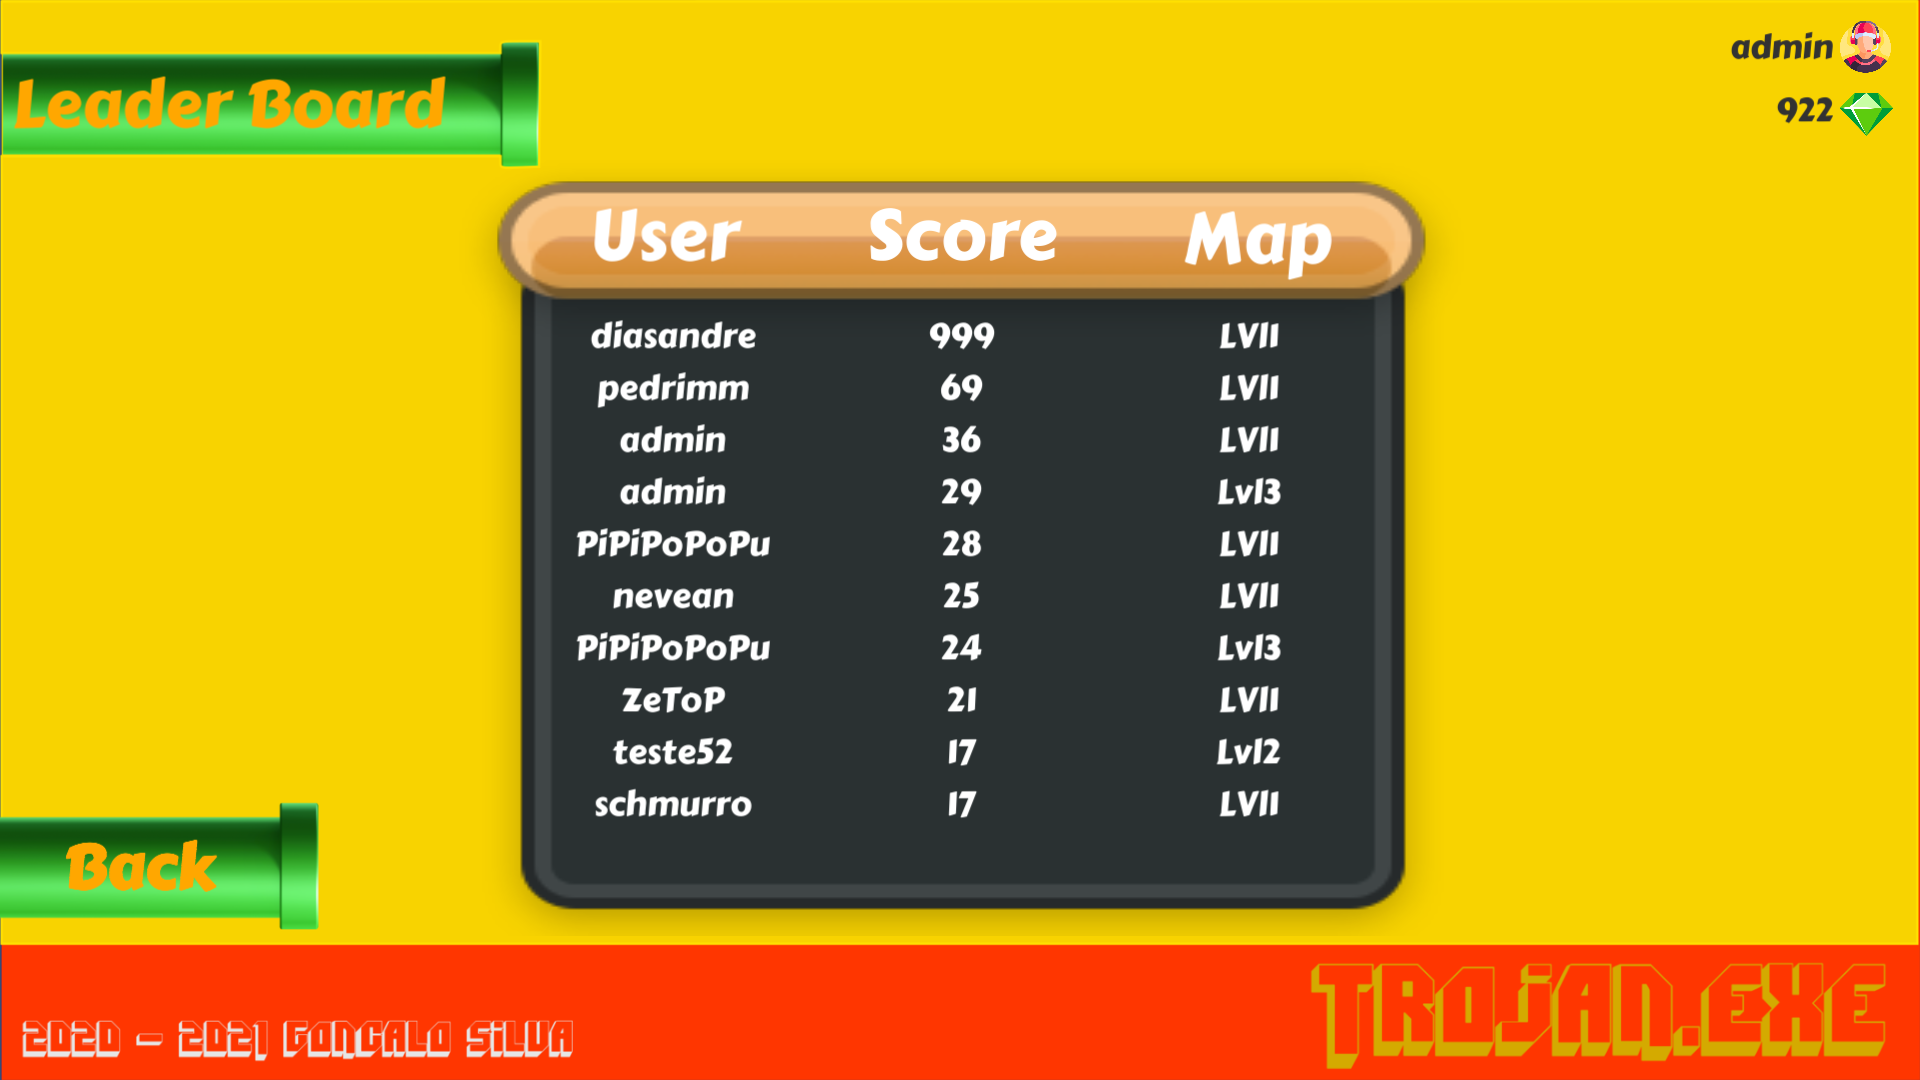 Leader Board
admin
922
User Score Map
diasandre 999 LVl1
pedrimm 69 LVl1
admin 36 LVl1
admin 29 Lvl3
PiPiPoPoPu 28 LVl1
nevean 25 LVl1
PiPiPoPoPu 24 Lvl3
ZeToP 21 LVl1
teste52 17 Lvl2
schmurro 17 LVl1
Back
2020 - 2021 GONCALO SILVA
TROJAN.EXE